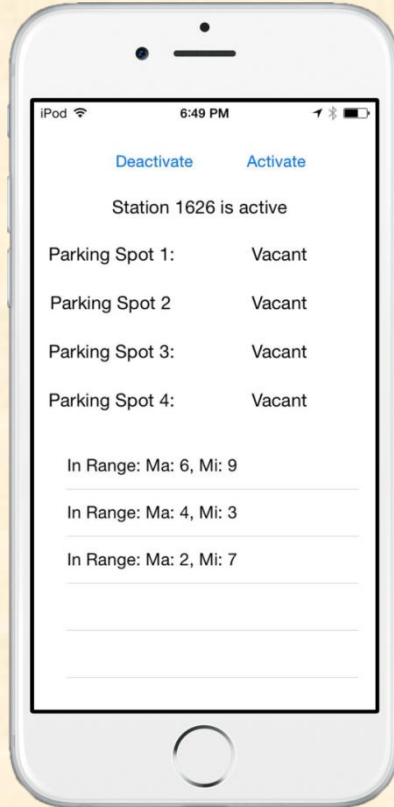 iPod 6:49 PM
Deactivate Activate
Station 1626 is active
Parking Spot 1: Vacant
Parking Spot 2 Vacant
Parking Spot 3: Vacant
Parking Spot 4: Vacant
In Range: Ma: 6, Mi: 9
In Range: Ma: 4, Mi: 3
In Range: Ma: 2, Mi: 7